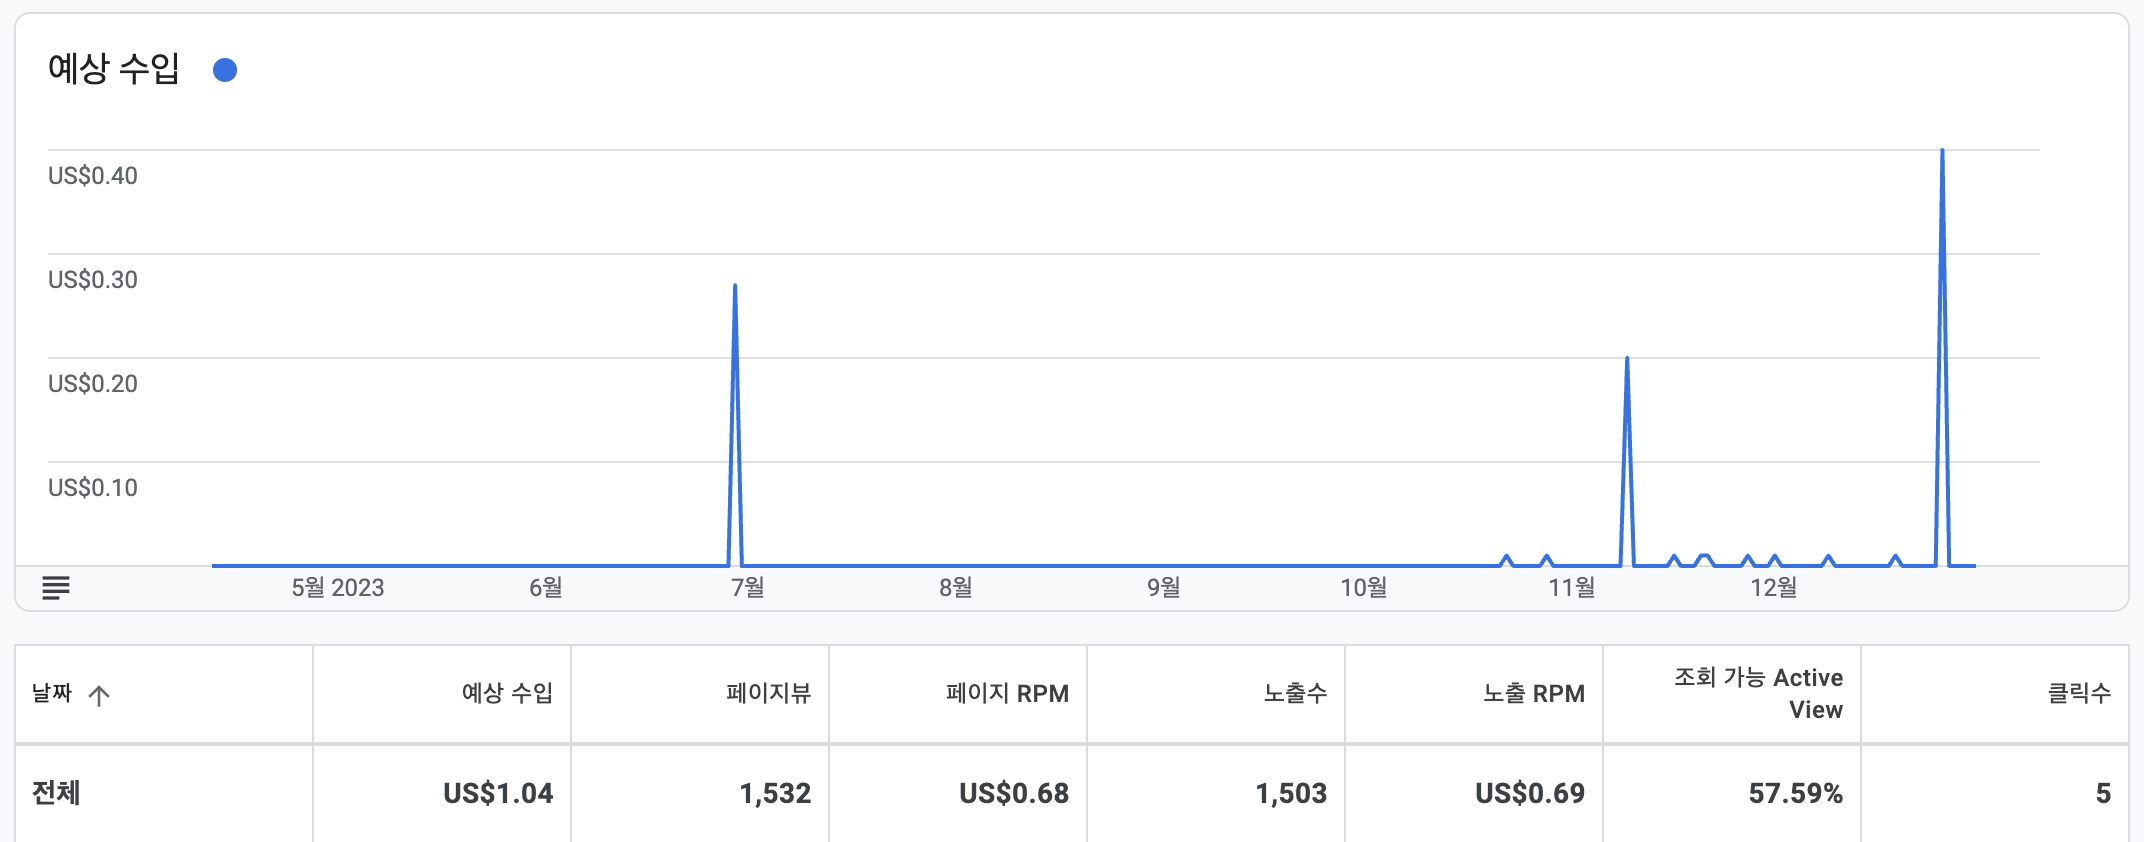 예상 수입
US$0.40
US$0.30
US$0.20
US$0.10
5월 2023 6월 7월 8월 9월 10월 11월 12월
날짜 예상 수입 페이지뷰 페이지 RPM 노출수 노출 RPM 조회 가능 Active
View 클릭수
전체 US$1.04 1,532 US$0.68 1,503 US$0.69 57.59% 5